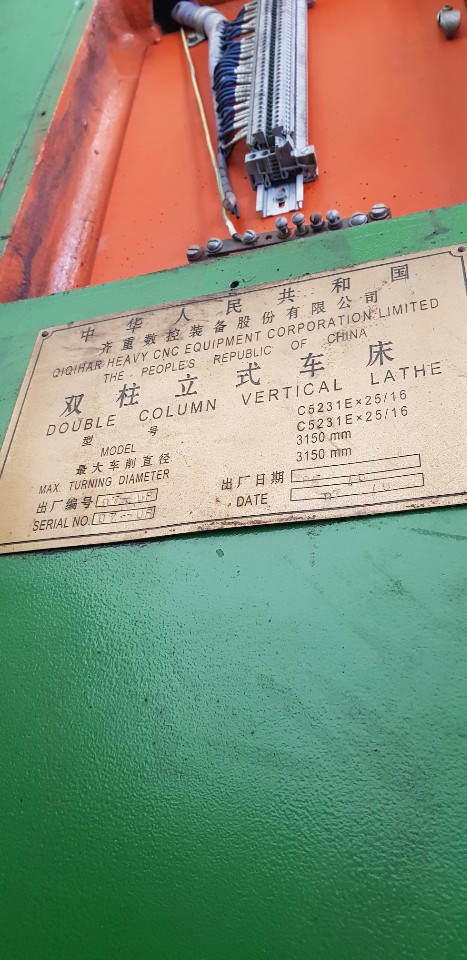 中华人民共和国
齐重数控装备股份有限公司
QIQIHAR HEAVY CNC EQUIPMENT CORPORATION LIMITED
THE PEOPLE'S REPUBLIC OF CHINA
双柱立式车床
DOUBLE COLUMN VERTICAL LATHE
型号 C5231E×25/16
MODEL C5231E×25/16
最大车削直径 3150 mm
MAX. TURNING DIAMETER 3150 mm
出厂编号 出厂日期
SERIAL NO. DATE